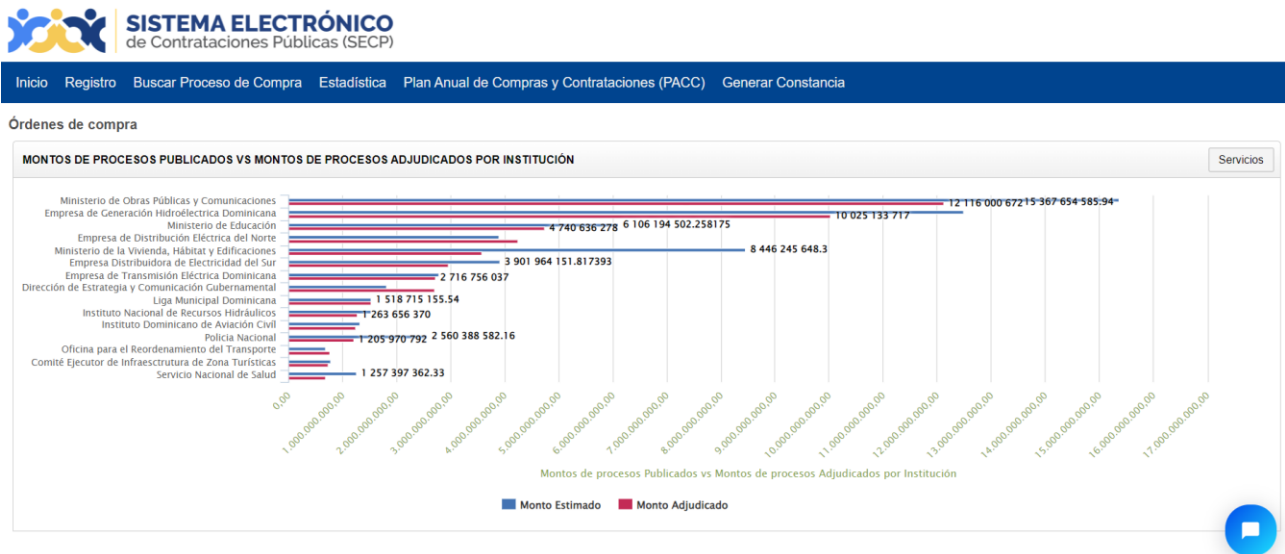 SISTEMA ELECTRÓNICO
de Contrataciones Públicas (SECP)
Inicio Registro Buscar Proceso de Compra Estadística Plan Anual de Compras y Contrataciones (PACC) Generar Constancia
Órdenes de compra
MONTOS DE PROCESOS PUBLICADOS VS MONTOS DE PROCESOS ADJUDICADOS POR INSTITUCIÓN Servicios
Ministerio de Obras Públicas y Comunicaciones 12 116 000 672 15 367 654 585.94
Empresa de Generación Hidroélectrica Dominicana 10 025 133 717
Ministerio de Educación 4 740 636 278 6 106 194 502.258175
Empresa de Distribución Eléctrica del Norte
Ministerio de la Vivienda, Hábitat y Edificaciones 8 446 245 648.3
Empresa Distribuidora de Electricidad del Sur 3 901 964 151.817393
Empresa de Transmisión Eléctrica Dominicana 2 716 756 037
Dirección de Estrategia y Comunicación Gubernamental
Liga Municipal Dominicana 1 518 715 155.54
Instituto Nacional de Recursos Hidráulicos 1 263 656 370
Instituto Dominicano de Aviación Civíl
Policia Nacional 1 205 970 792 2 560 388 582.16
Oficina para el Reordenamiento del Transporte
Comité Ejecutor de Infraesctrutura de Zona Turísticas
Servicio Nacional de Salud 1 257 397 362.33
0,00 1.000.000.000,00 2.000.000.000,00 3.000.000.000,00 4.000.000.000,00 5.000.000.000,00 6.000.000.000,00 7.000.000.000,00 8.000.000.000,00 9.000.000.000,00 10.000.000.000,00 11.000.000.000,00 12.000.000.000,00 13.000.000.000,00 14.000.000.000,00 15.000.000.000,00 16.000.000.000,00 17.000.000.000,00
Montos de procesos Publicados vs Montos de procesos Adjudicados por Institución
Monto Estimado Monto Adjudicado